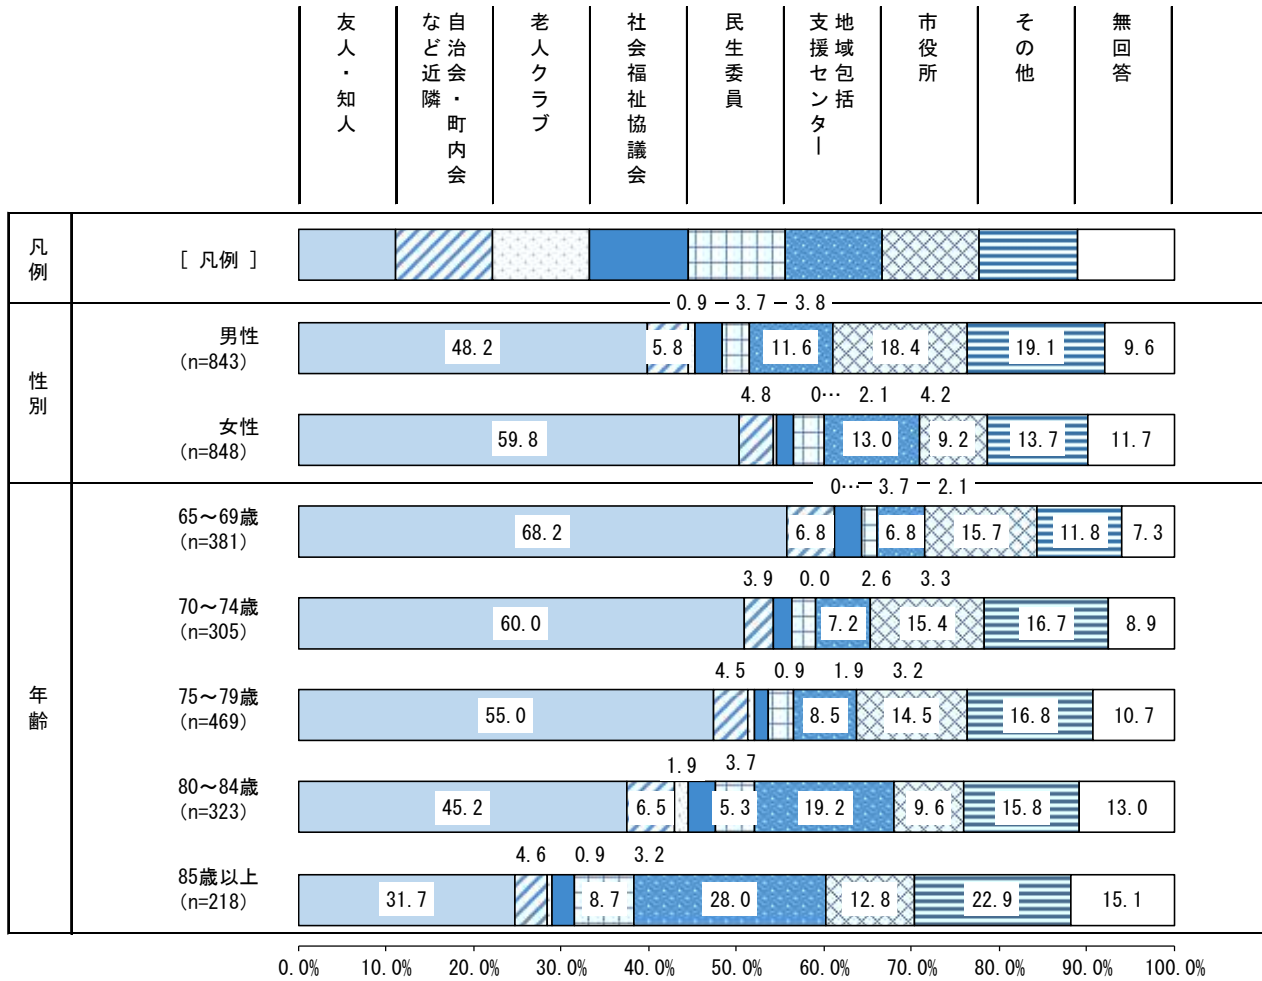 友人・知人
自治会・町内会
など近隣
老人クラブ
社会福祉協議会
民生委員
地域包括
支援センター
市役所
その他
無回答
凡例
[ 凡例 ]
0.9 3.7 3.8
性別
男性
(n=843)
48.2 5.8 11.6 18.4 19.1 9.6
4.8 0… 2.1 4.2
女性
(n=848)
59.8 13.0 9.2 13.7 11.7
0… 3.7 2.1
年齢
65～69歳
(n=381)
68.2 6.8 6.8 15.7 11.8 7.3
3.9 0.0 2.6 3.3
70～74歳
(n=305)
60.0 7.2 15.4 16.7 8.9
4.5 0.9 1.9 3.2
75～79歳
(n=469)
55.0 8.5 14.5 16.8 10.7
1.9 3.7
80～84歳
(n=323)
45.2 6.5 5.3 19.2 9.6 15.8 13.0
4.6 0.9 3.2
85歳以上
(n=218)
31.7 8.7 28.0 12.8 22.9 15.1
0.0% 10.0% 20.0% 30.0% 40.0% 50.0% 60.0% 70.0% 80.0% 90.0% 100.0%